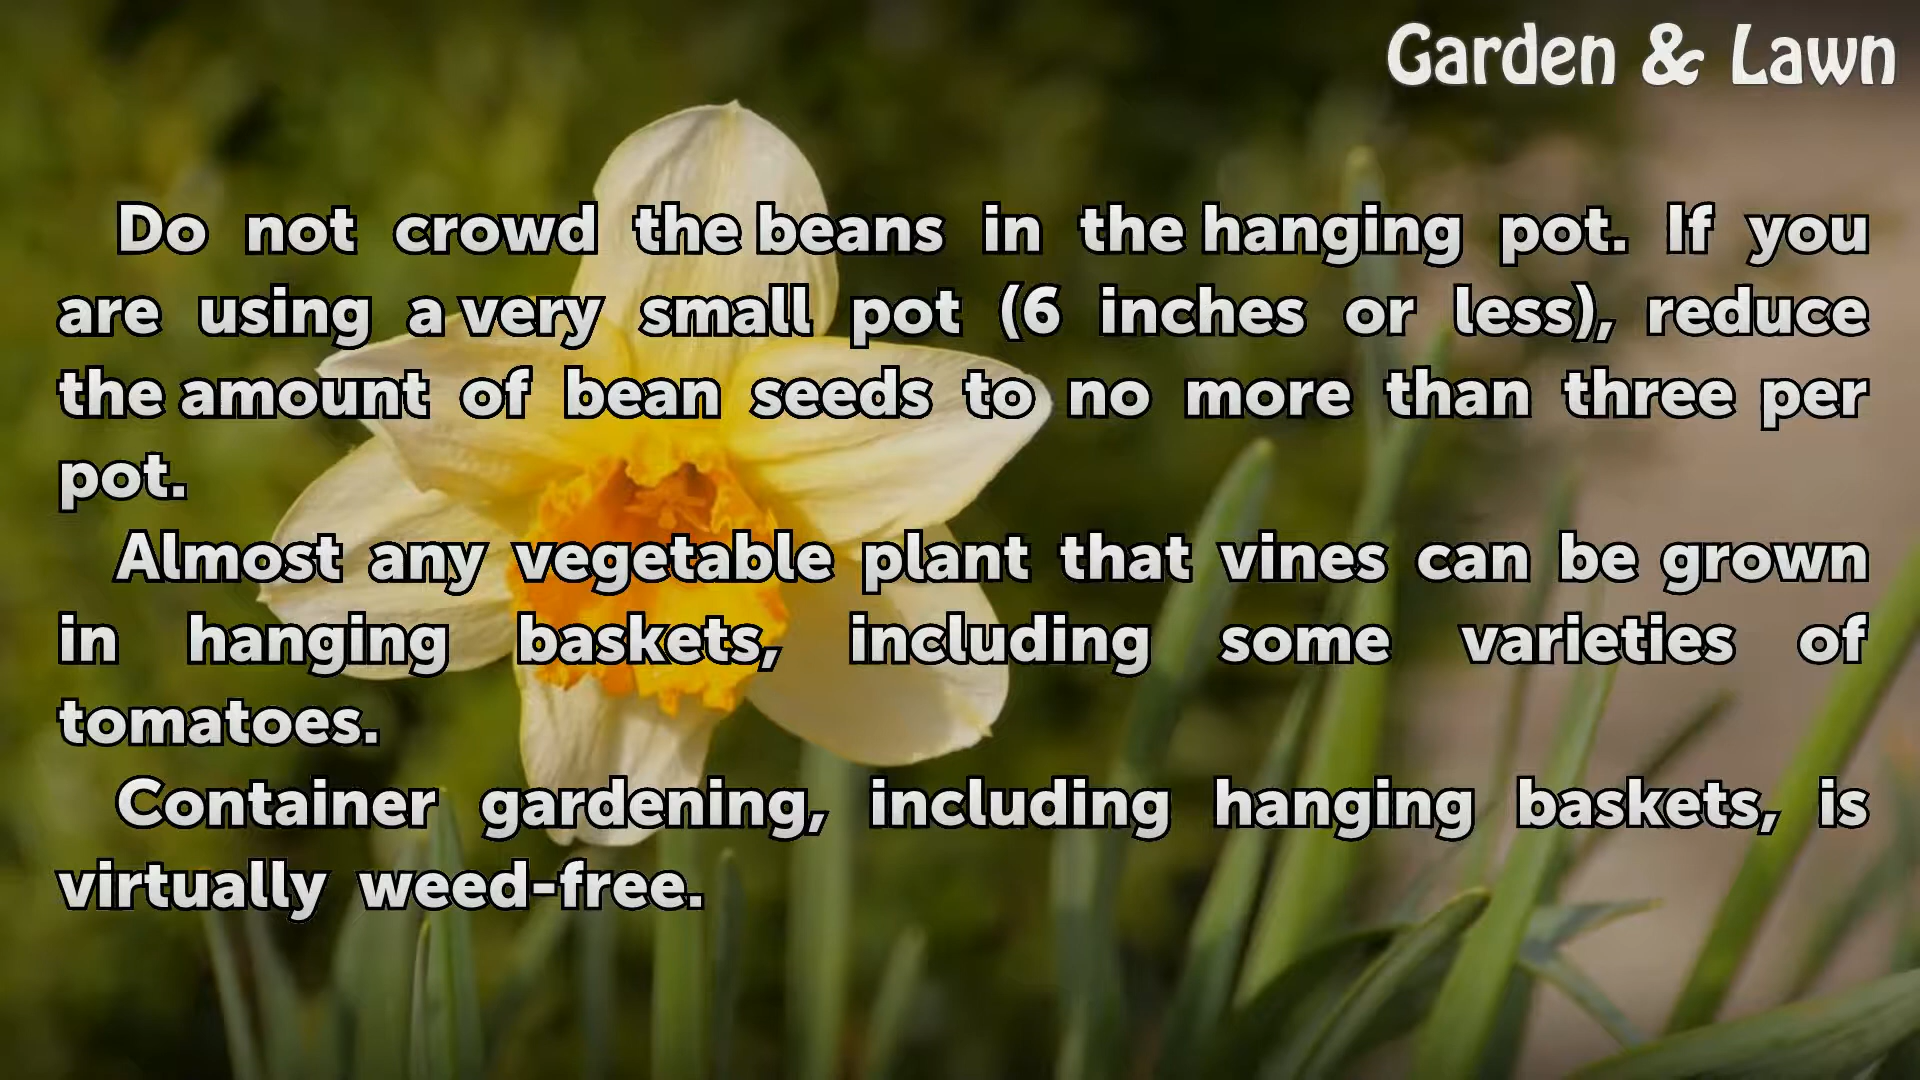 Garden & Lawn
Do not crowd the beans in the hanging pot. If you
are using a very small pot (6 inches or less), reduce
the amount of bean seeds to no more than three per
pot.
Almost any vegetable plant that vines can be grown
in hanging baskets, including some varieties of
tomatoes.
Container gardening, including hanging baskets, is
virtually weed-free.